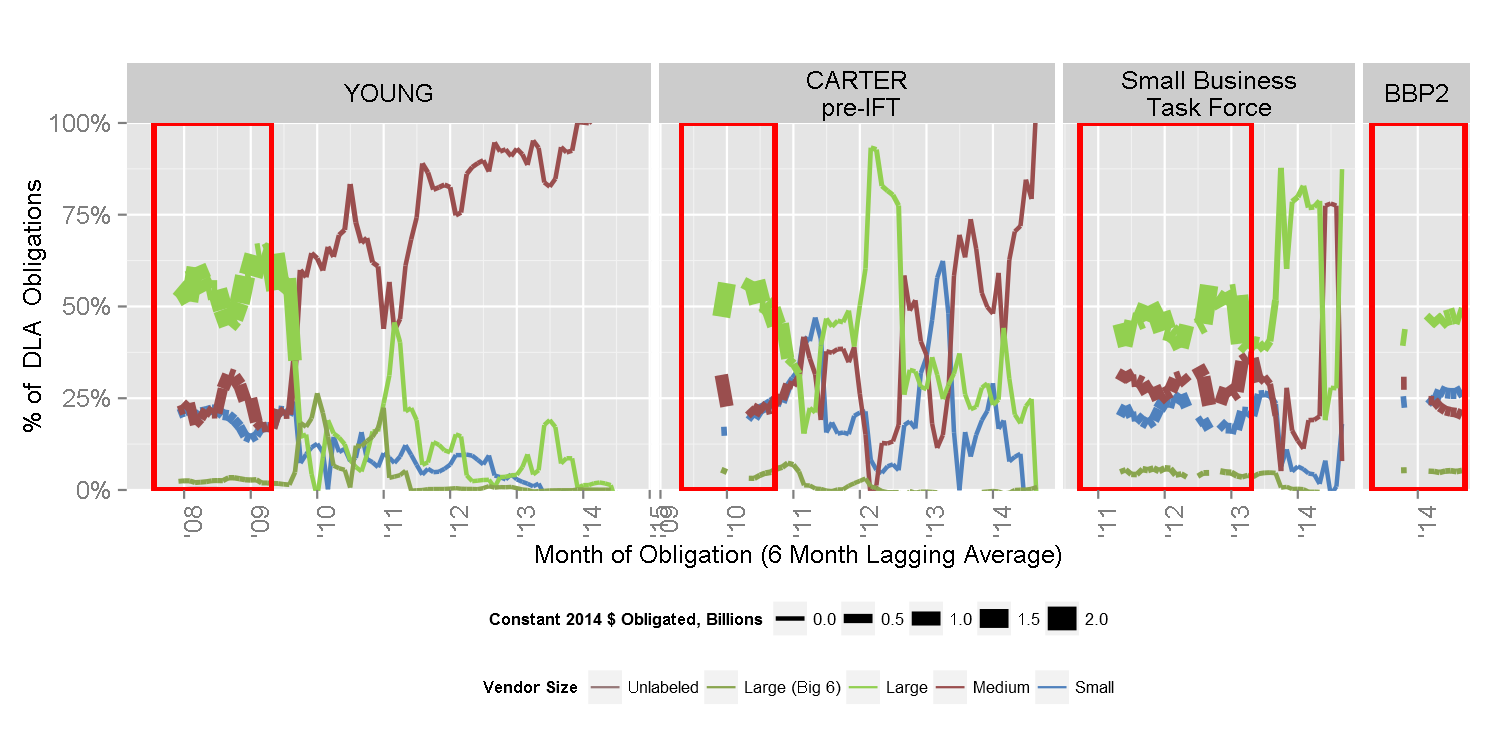 YOUNG
CARTER
pre-IFT
Small Business
Task Force
BBP2
% of DLA Obligations
100%
75%
50%
25%
0%
'08
'09
'10
'11
'12
'13
'14
'15
'09
'10
'11
'12
'13
'14
'11
'12
'13
'14
'14
Month of Obligation (6 Month Lagging Average)
Constant 2014 $ Obligated, Billions 0.0 0.5 1.0 1.5 2.0
Vendor Size Unlabeled Large (Big 6) Large Medium Small